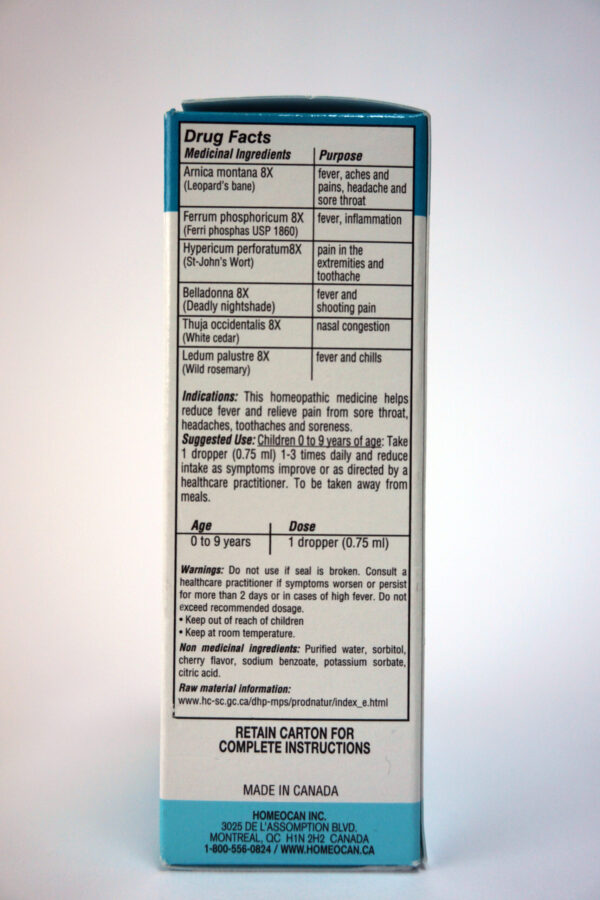 Drug Facts
Medicinal Ingredients Purpose
Arnica montana 8X fever, aches and
(Leopard's bane) pains, headache and
sore throat
Ferrum phosphoricum 8X fever, inflammation
(Ferri phosphas USP 1860)
Hypericum perforatum8X pain in the
(St-John's Wort) extremities and
toothache
Belladonna 8X fever and
(Deadly nightshade) shooting pain
Thuja occidentalis 8X nasal congestion
(White cedar)
Ledum palustre 8X fever and chills
(Wild rosemary)
Indications: This homeopathic medicine helps
reduce fever and relieve pain from sore throat,
headaches, toothaches and soreness.
Suggested Use: Children 0 to 9 years of age: Take
1 dropper (0.75 ml) 1-3 times daily and reduce
intake as symptoms improve or as directed by a
healthcare practitioner. To be taken away from
meals.
Age Dose
0 to 9 years 1 dropper (0.75 ml)
Warnings: Do not use if seal is broken. Consult a
healthcare practitioner if symptoms worsen or persist
for more than 2 days or in cases of high fever. Do not
exceed recommended dosage.
• Keep out of reach of children
• Keep at room temperature.
Non medicinal ingredients: Purified water, sorbitol,
cherry flavor, sodium benzoate, potassium sorbate,
citric acid.
Raw material information:
www.hc-sc.gc.ca/dhp-mps/prodnatur/index_e.html
RETAIN CARTON FOR
COMPLETE INSTRUCTIONS
MADE IN CANADA
HOMEOCAN INC.
3025 DE L'ASSOMPTION BLVD.
MONTREAL, QC H1N 2H2 CANADA
1-800-556-0824 / WWW.HOMEOCAN.CA